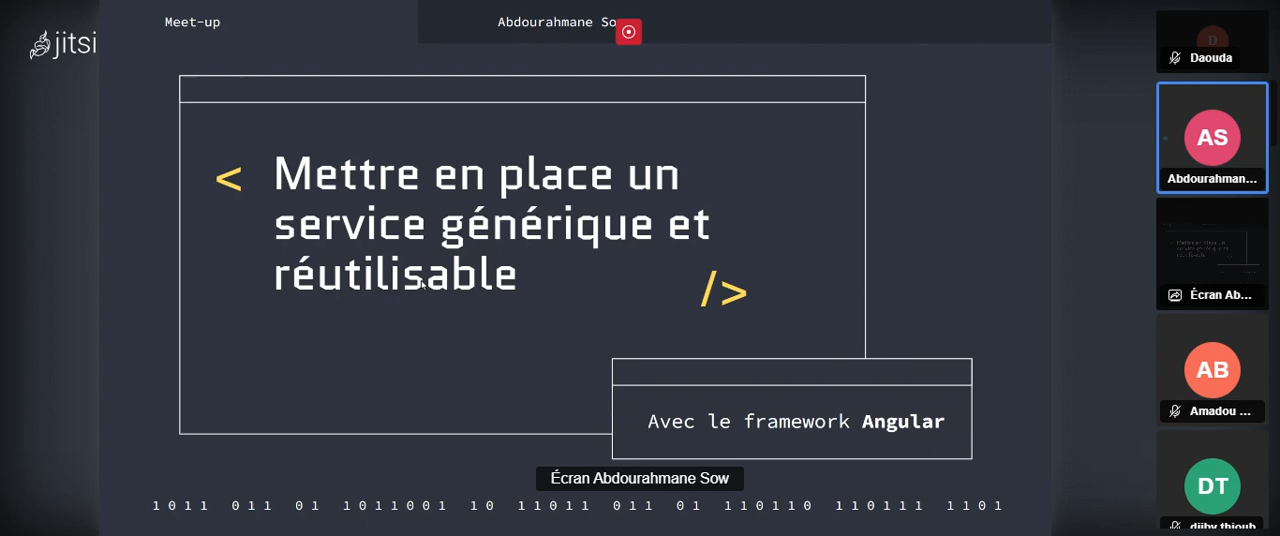 Meet-up
Abdourahmane So
jitsi
< Mettre en place un
service générique et
réutilisable
/>
Avec le framework Angular
Écran Abdourahmane Sow
1011 011 01 1011001 10 11011 011 01 110110 110111 1101
D
Daouda
AS
Abdourahman...
Écran Ab...
AB
Amadou ...
DT
djiby thioub